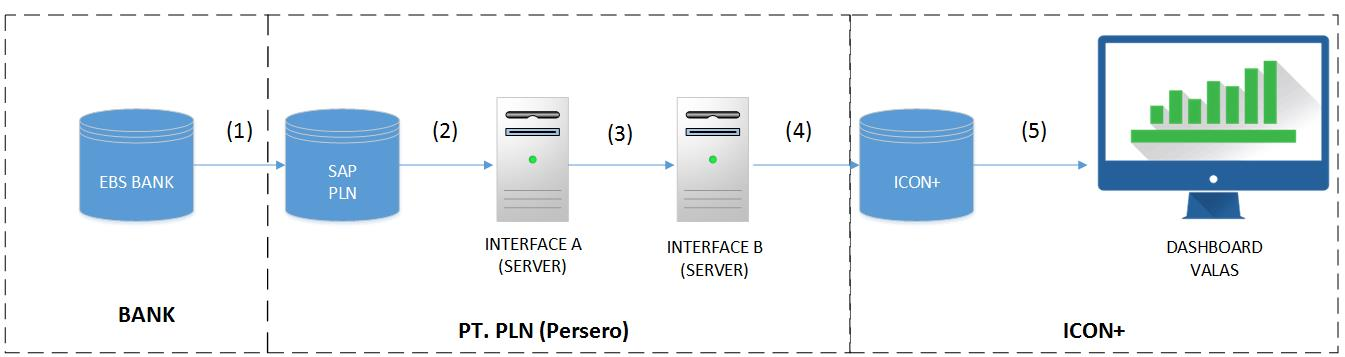 (1)
(2)
(3)
(4)
(5)
EBS BANK
SAP
PLN
ICON+
INTERFACE A
(SERVER)
INTERFACE B
(SERVER)
DASHBOARD
VALAS
BANK
PT. PLN (Persero)
ICON+